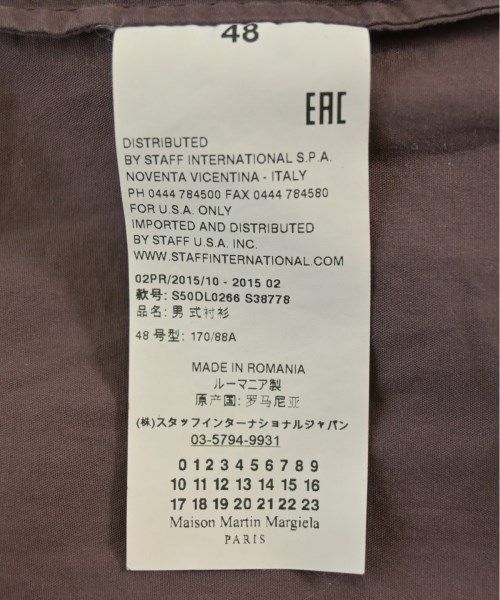 48
EAC
DISTRIBUTED
BY STAFF INTERNATIONAL S.P.A.
NOVENTA VICENTINA - ITALY
PH 0444 784500 FAX 0444 784580
FOR U.S.A. ONLY
IMPORTED AND DISTRIBUTED
BY STAFF U.S.A. INC.
WWW.STAFFINTERNATIONAL.COM
02PR/2015/10 - 2015 02
款号: S50DL0266 S38778
品名: 男式衬衫
48 号型: 170/88A
MADE IN ROMANIA
ルーマニア製
原产国: 罗马尼亚
(株)スタッフインターナショナルジャパン
03-5794-9931
0 1 2 3 4 5 6 7 8 9
10 11 12 13 14 15 16
17 18 19 20 21 22 23
Maison Martin Margiela
PARIS